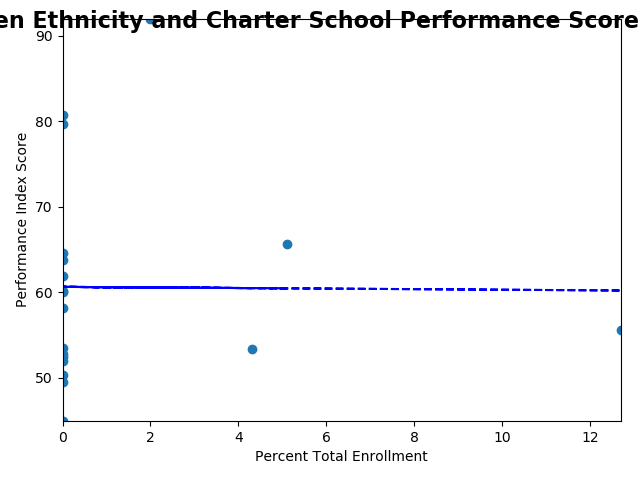 en Ethnicity and Charter School Performance Score
90
80
70
60
50
Performance Index Score
0 2 4 6 8 10 12
Percent Total Enrollment